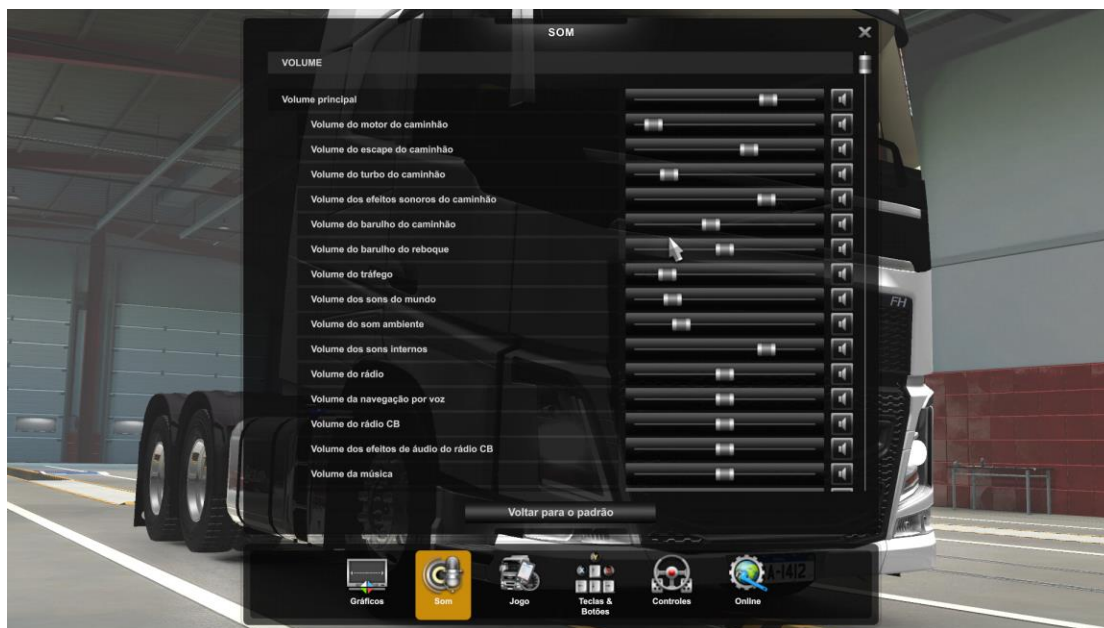 SOM
VOLUME
Volume principal
Volume do motor do caminhão
Volume do escape do caminhão
Volume do turbo do caminhão
Volume dos efeitos sonoros do caminhão
Volume do barulho do caminhão
Volume do barulho do reboque
Volume do tráfego
Volume dos sons do mundo
Volume do som ambiente
Volume dos sons internos
Volume do rádio
Volume da navegação por voz
Volume do rádio CB
Volume dos efeitos de áudio do rádio CB
Volume da música
Voltar para o padrão
Gráficos
Som
Jogo
Teclas &
Botões
Controles
Online
FH
A-1412